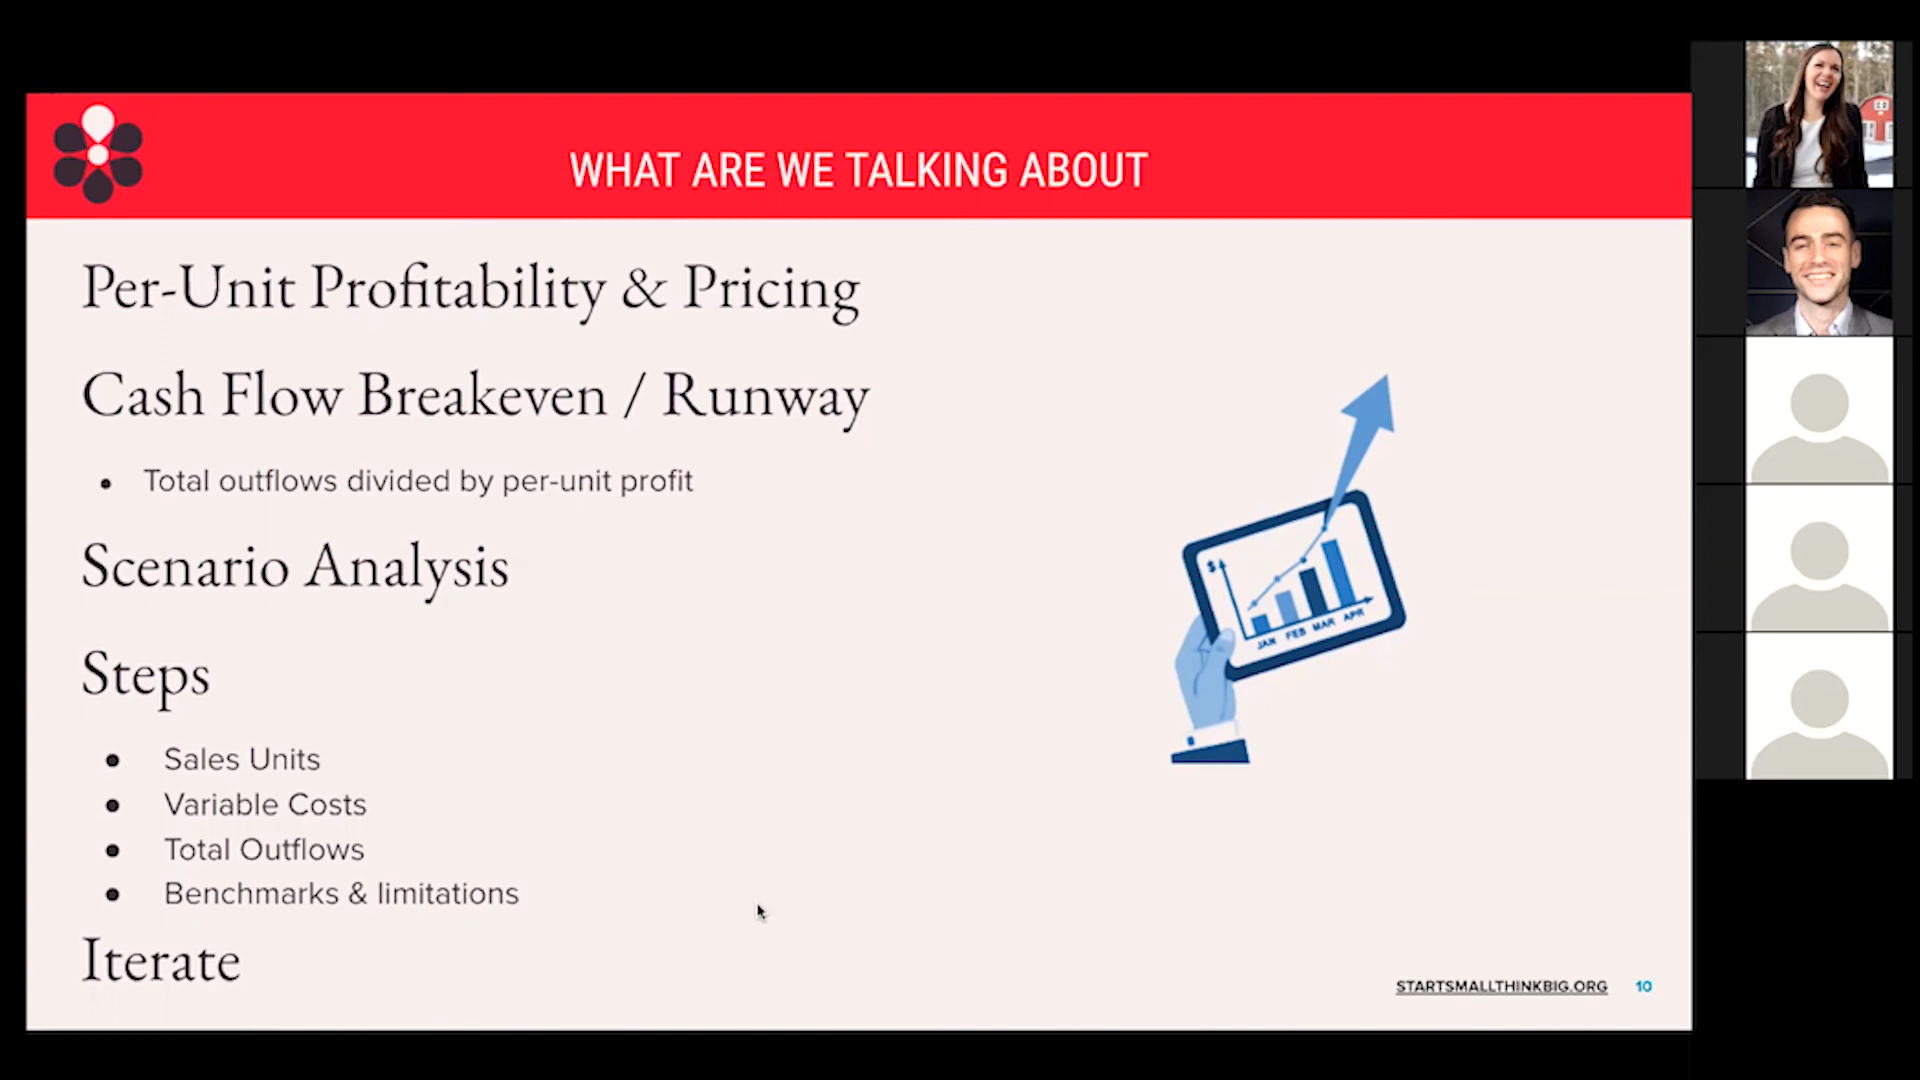 WHAT ARE WE TALKING ABOUT
Per-Unit Profitability & Pricing
Cash Flow Breakeven / Runway
• Total outflows divided by per-unit profit
Scenario Analysis
Steps
• Sales Units
• Variable Costs
• Total Outflows
• Benchmarks & limitations
Iterate
$
JAN FEB MAR APR
STARTSMALLTHINKBIG.ORG 10